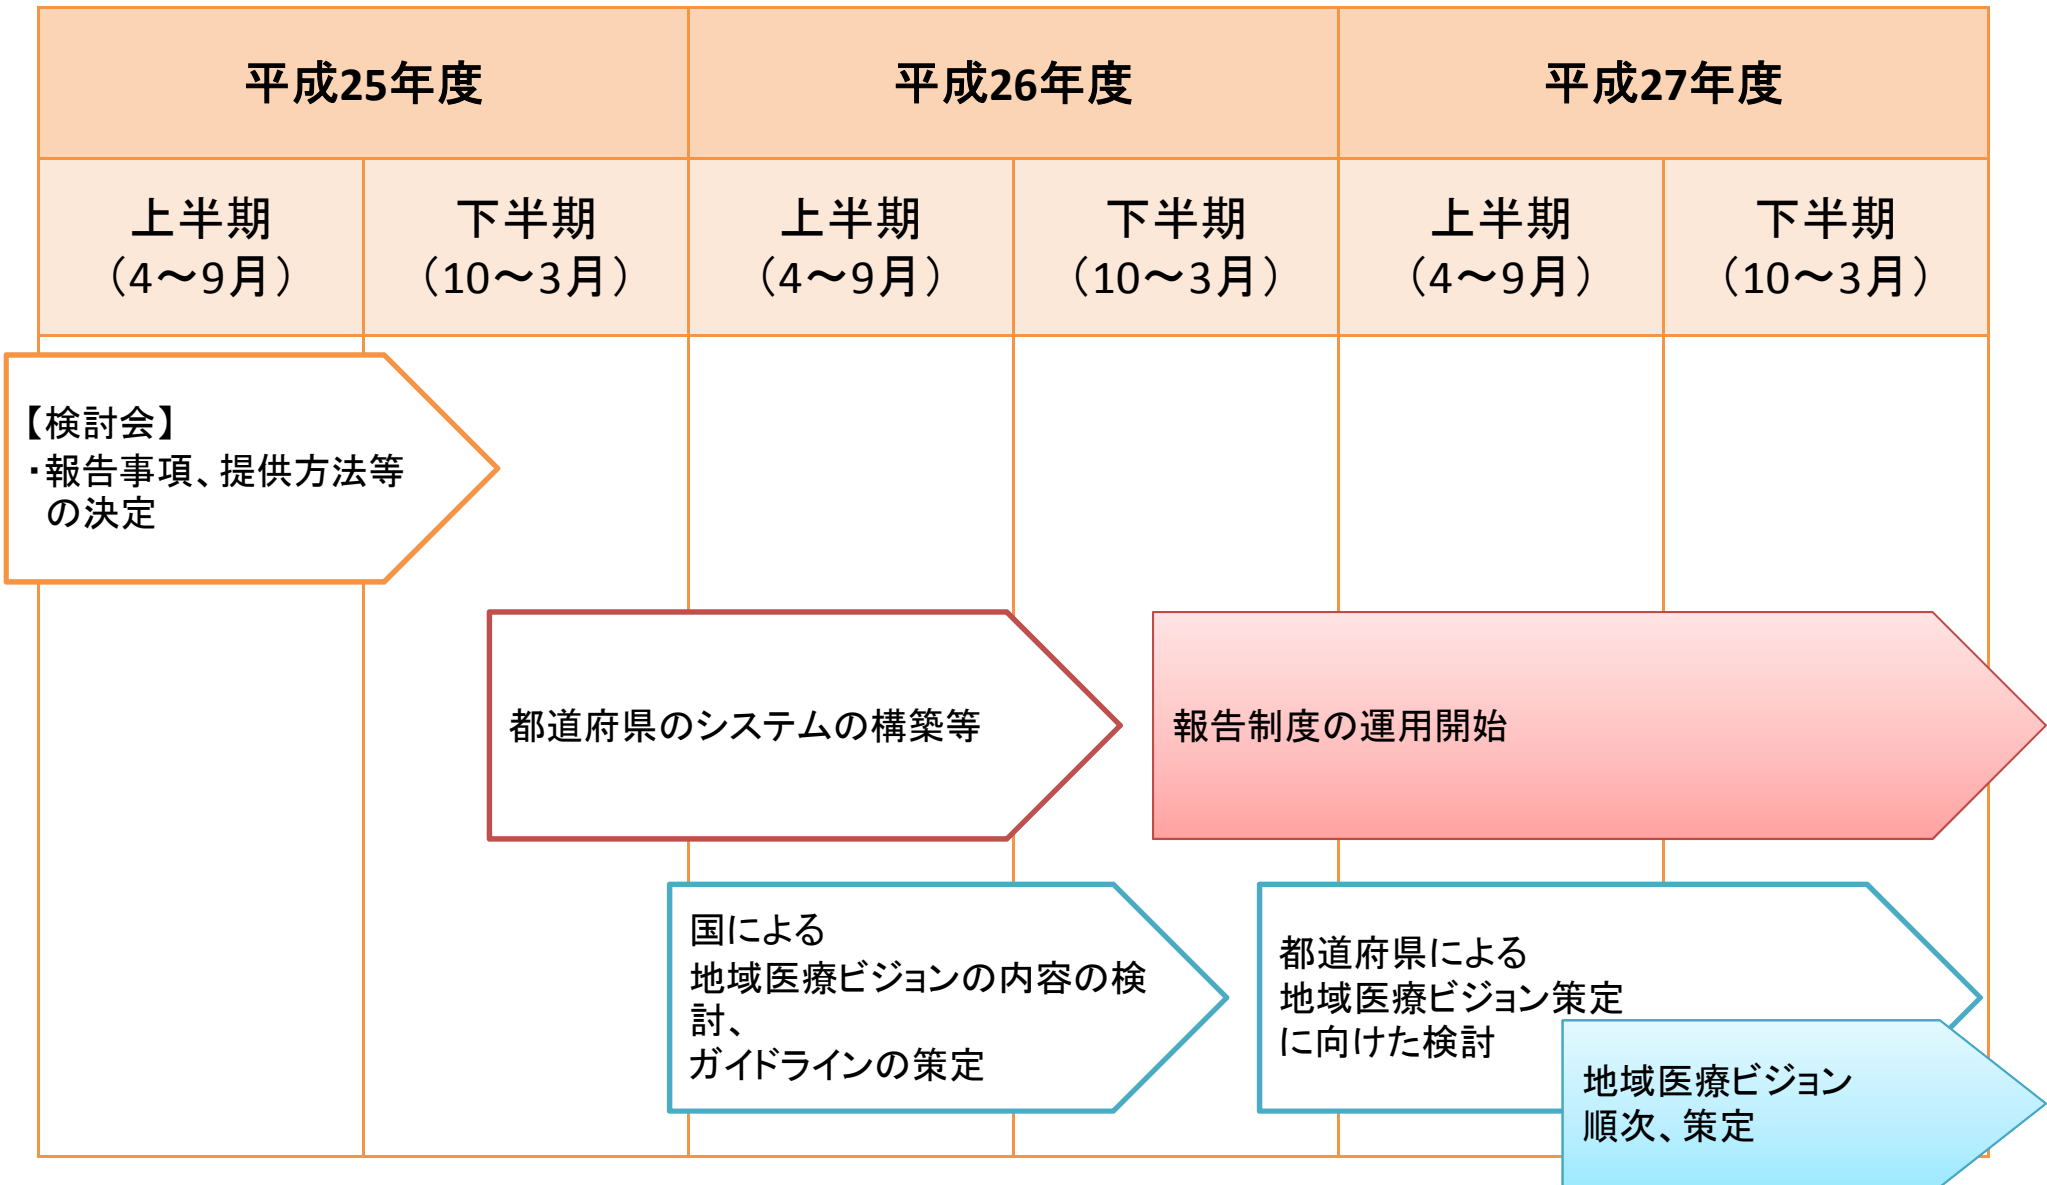 平成25年度
平成26年度
平成27年度
上半期
(4～9月)
下半期
(10～3月)
上半期
(4～9月)
下半期
(10～3月)
上半期
(4～9月)
下半期
(10～3月)
【検討会】
・報告事項、提供方法等
の決定
都道府県のシステムの構築等
報告制度の運用開始
国による
地域医療ビジョンの内容の検
討、
ガイドラインの策定
都道府県による
地域医療ビジョン策定
に向けた検討
地域医療ビジョン
順次、策定